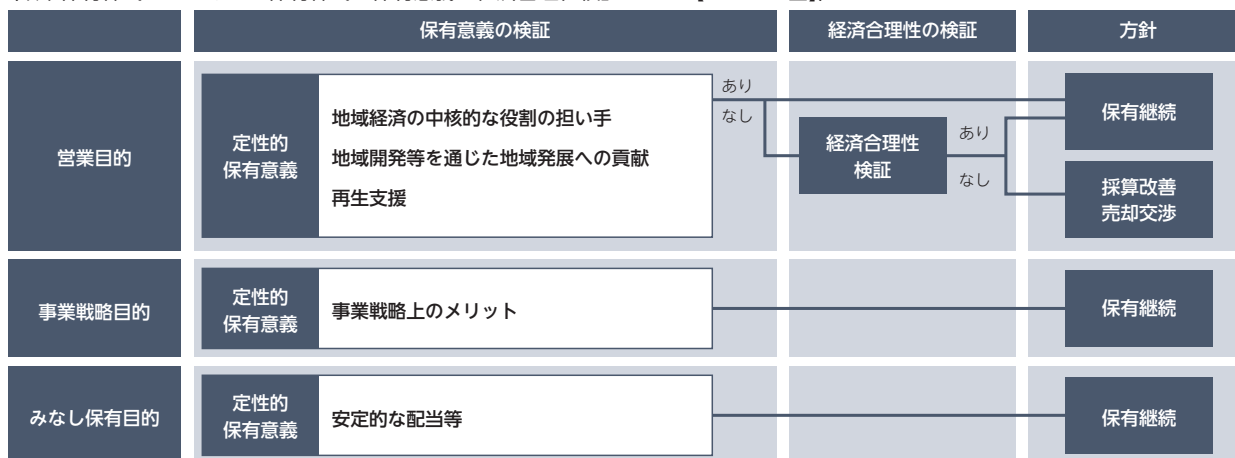 保有意義の検証
経済合理性の検証
方針
営業目的
定性的
保有意義
地域経済の中核的な役割の担い手
地域開発等を通じた地域発展への貢献
再生支援
あり
なし
経済合理性
検証
あり
なし
保有継続
採算改善
売却交渉
事業戦略目的
定性的
保有意義
事業戦略上のメリット
保有継続
みなし保有目的
定性的
保有意義
安定的な配当等
保有継続